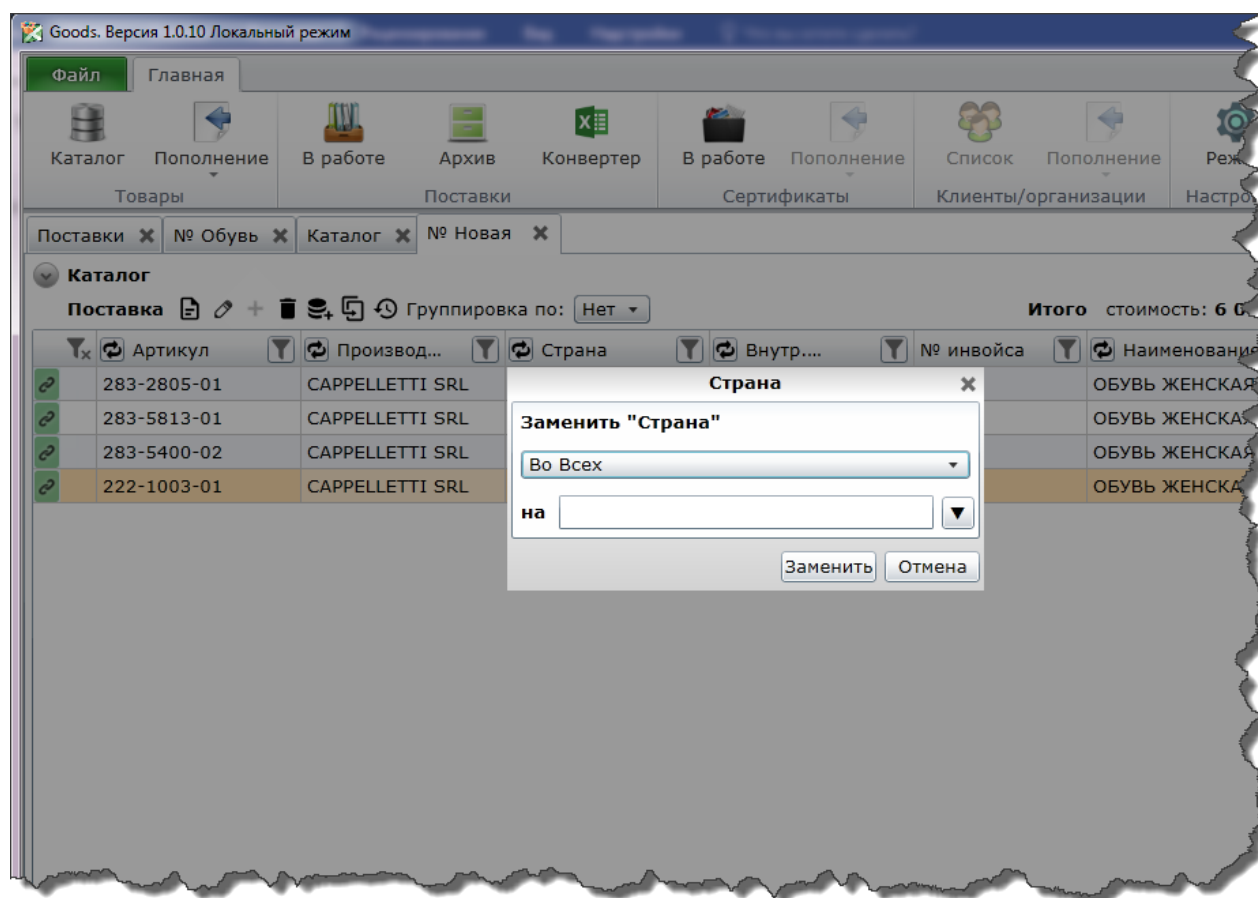 Goods. Версия 1.0.10 Локальный режим
Файл Главная
Каталог Пополнение В работе Архив Конвертер В работе Пополнение Список Пополнение
Товары Поставки Сертификаты Клиенты/организации
Поставки № Обувь Каталог № Новая
Каталог
Поставка Группировка по: Нет Итого стоимость: 6
Артикул Производ... Страна Внутр.... № инвойса Наименование
283-2805-01 CAPPELLETTI SRL ОБУВЬ ЖЕНСКАЯ
283-5813-01 CAPPELLETTI SRL ОБУВЬ ЖЕНСКАЯ
283-5400-02 CAPPELLETTI SRL ОБУВЬ ЖЕНСКАЯ
222-1003-01 CAPPELLETTI SRL ОБУВЬ ЖЕНСКА
Страна
Заменить "Страна"
Во Всех
на
Заменить Отмена